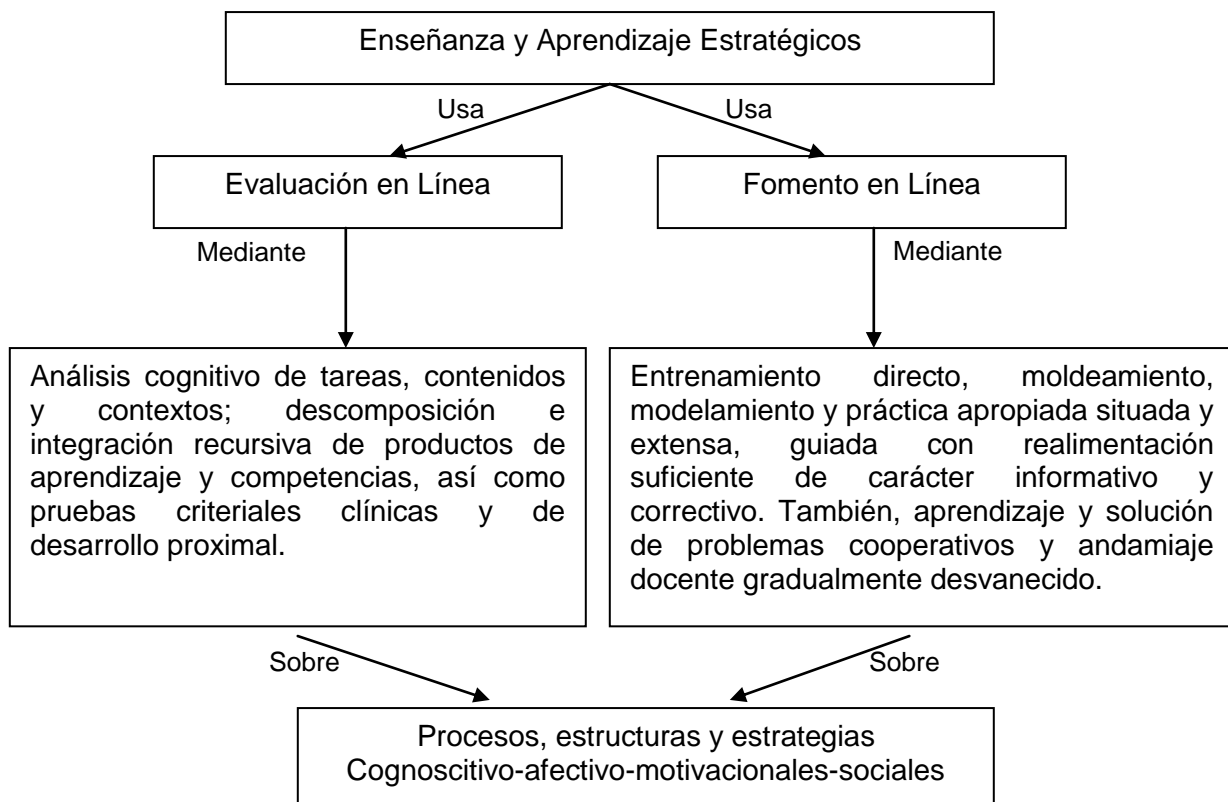 Enseñanza y Aprendizaje Estratégicos
Usa
Usa
Evaluación en Línea
Fomento en Línea
Mediante
Mediante
Análisis cognitivo de tareas, contenidos
y contextos; descomposición e
integración recursiva de productos de
aprendizaje y competencias, así como
pruebas criteriales clínicas y de
desarrollo proximal.
Entrenamiento directo, moldeamiento,
modelamiento y práctica apropiada situada y
extensa, guiada con realimentación
suficiente de carácter informativo y
correctivo. También, aprendizaje y solución
de problemas cooperativos y andamiaje
docente gradualmente desvanecido.
Sobre
Sobre
Procesos, estructuras y estrategias
Cognoscitivo-afectivo-motivacionales-sociales